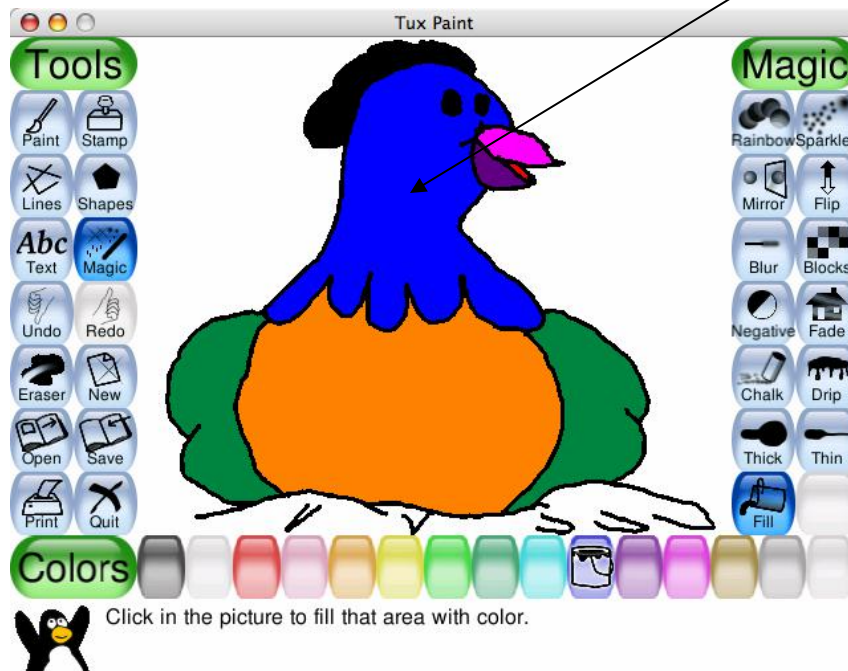 Tux Paint
Tools
Magic
Paint Stamp
Rainbow Sparkle
Lines Shapes
Mirror Flip
Abc
Text Magic
Blur Blocks
Undo Redo
Negative Fade
Eraser New
Chalk Drip
Open Save
Thick Thin
Print Quit
Fill
Colors
Click in the picture to fill that area with color.